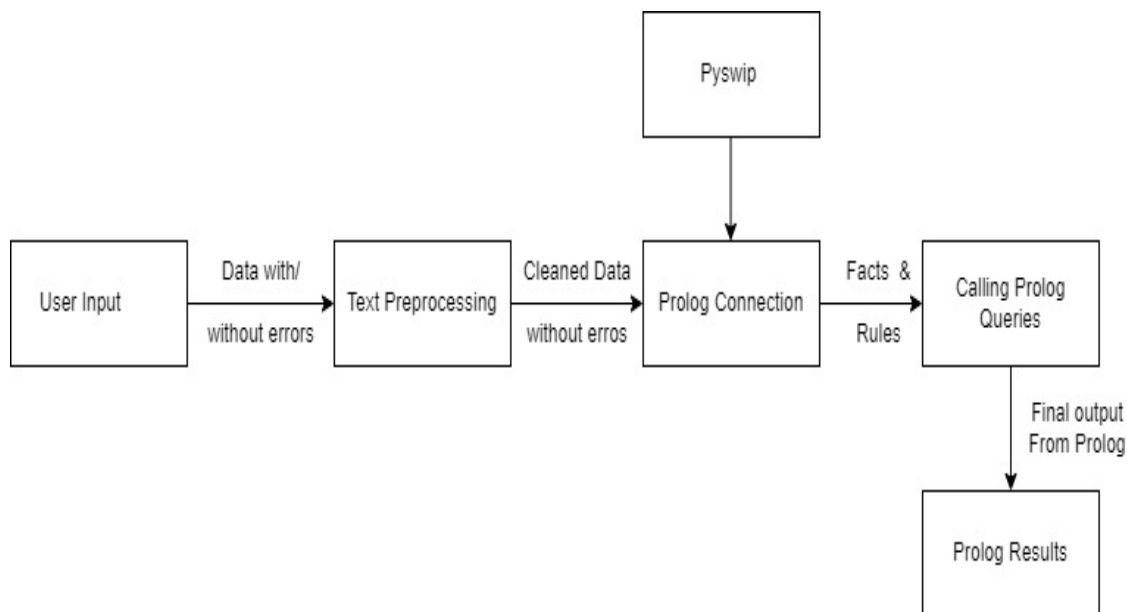 Pyswip
User Input
Data with/
without errors
Text Preprocessing
Cleaned Data
without erros
Prolog Connection
Facts &
Rules
Calling Prolog
Queries
Final output
From Prolog
Prolog Results